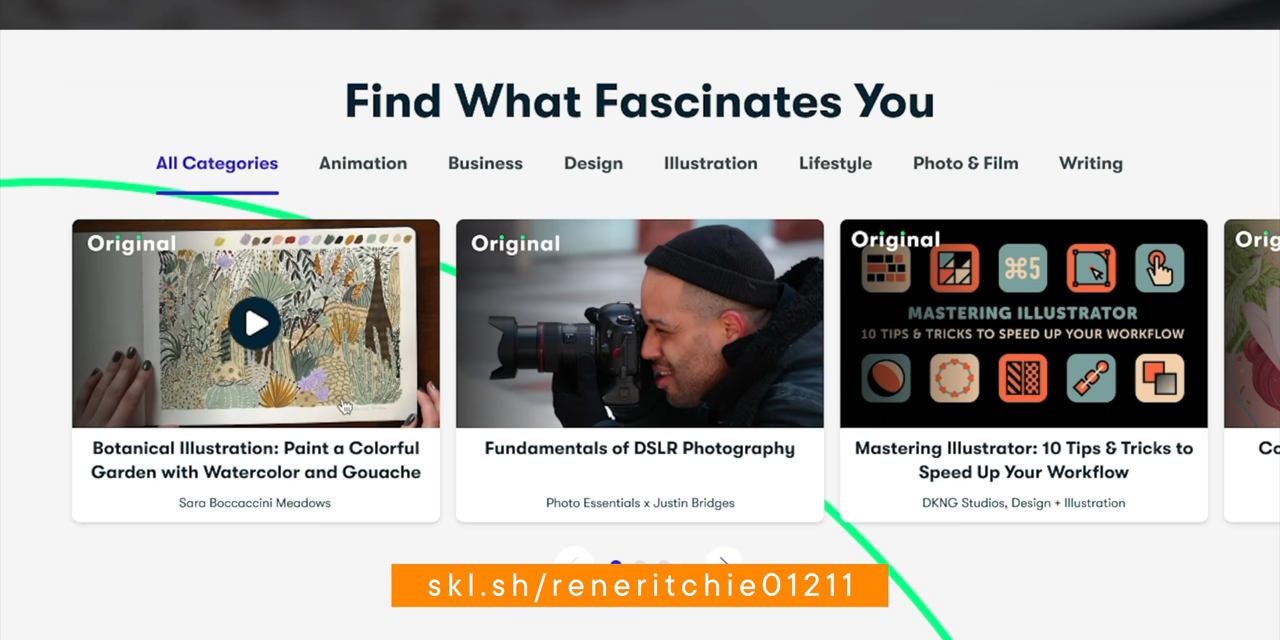 Find What Fascinates You
All Categories Animation Business Design Illustration Lifestyle Photo & Film Writing
Original
Botanical Illustration: Paint a Colorful
Garden with Watercolor and Gouache
Sara Boccaccini Meadows
Original
Fundamentals of DSLR Photography
Photo Essentials x Justin Bridges
Original
⌘5
MASTERING ILLUSTRATOR
10 TIPS & TRICKS TO SPEED UP YOUR WORKFLOW
Mastering Illustrator: 10 Tips & Tricks to
Speed Up Your Workflow
DKNG Studios, Design + Illustration
skl.sh/reneritchie01211